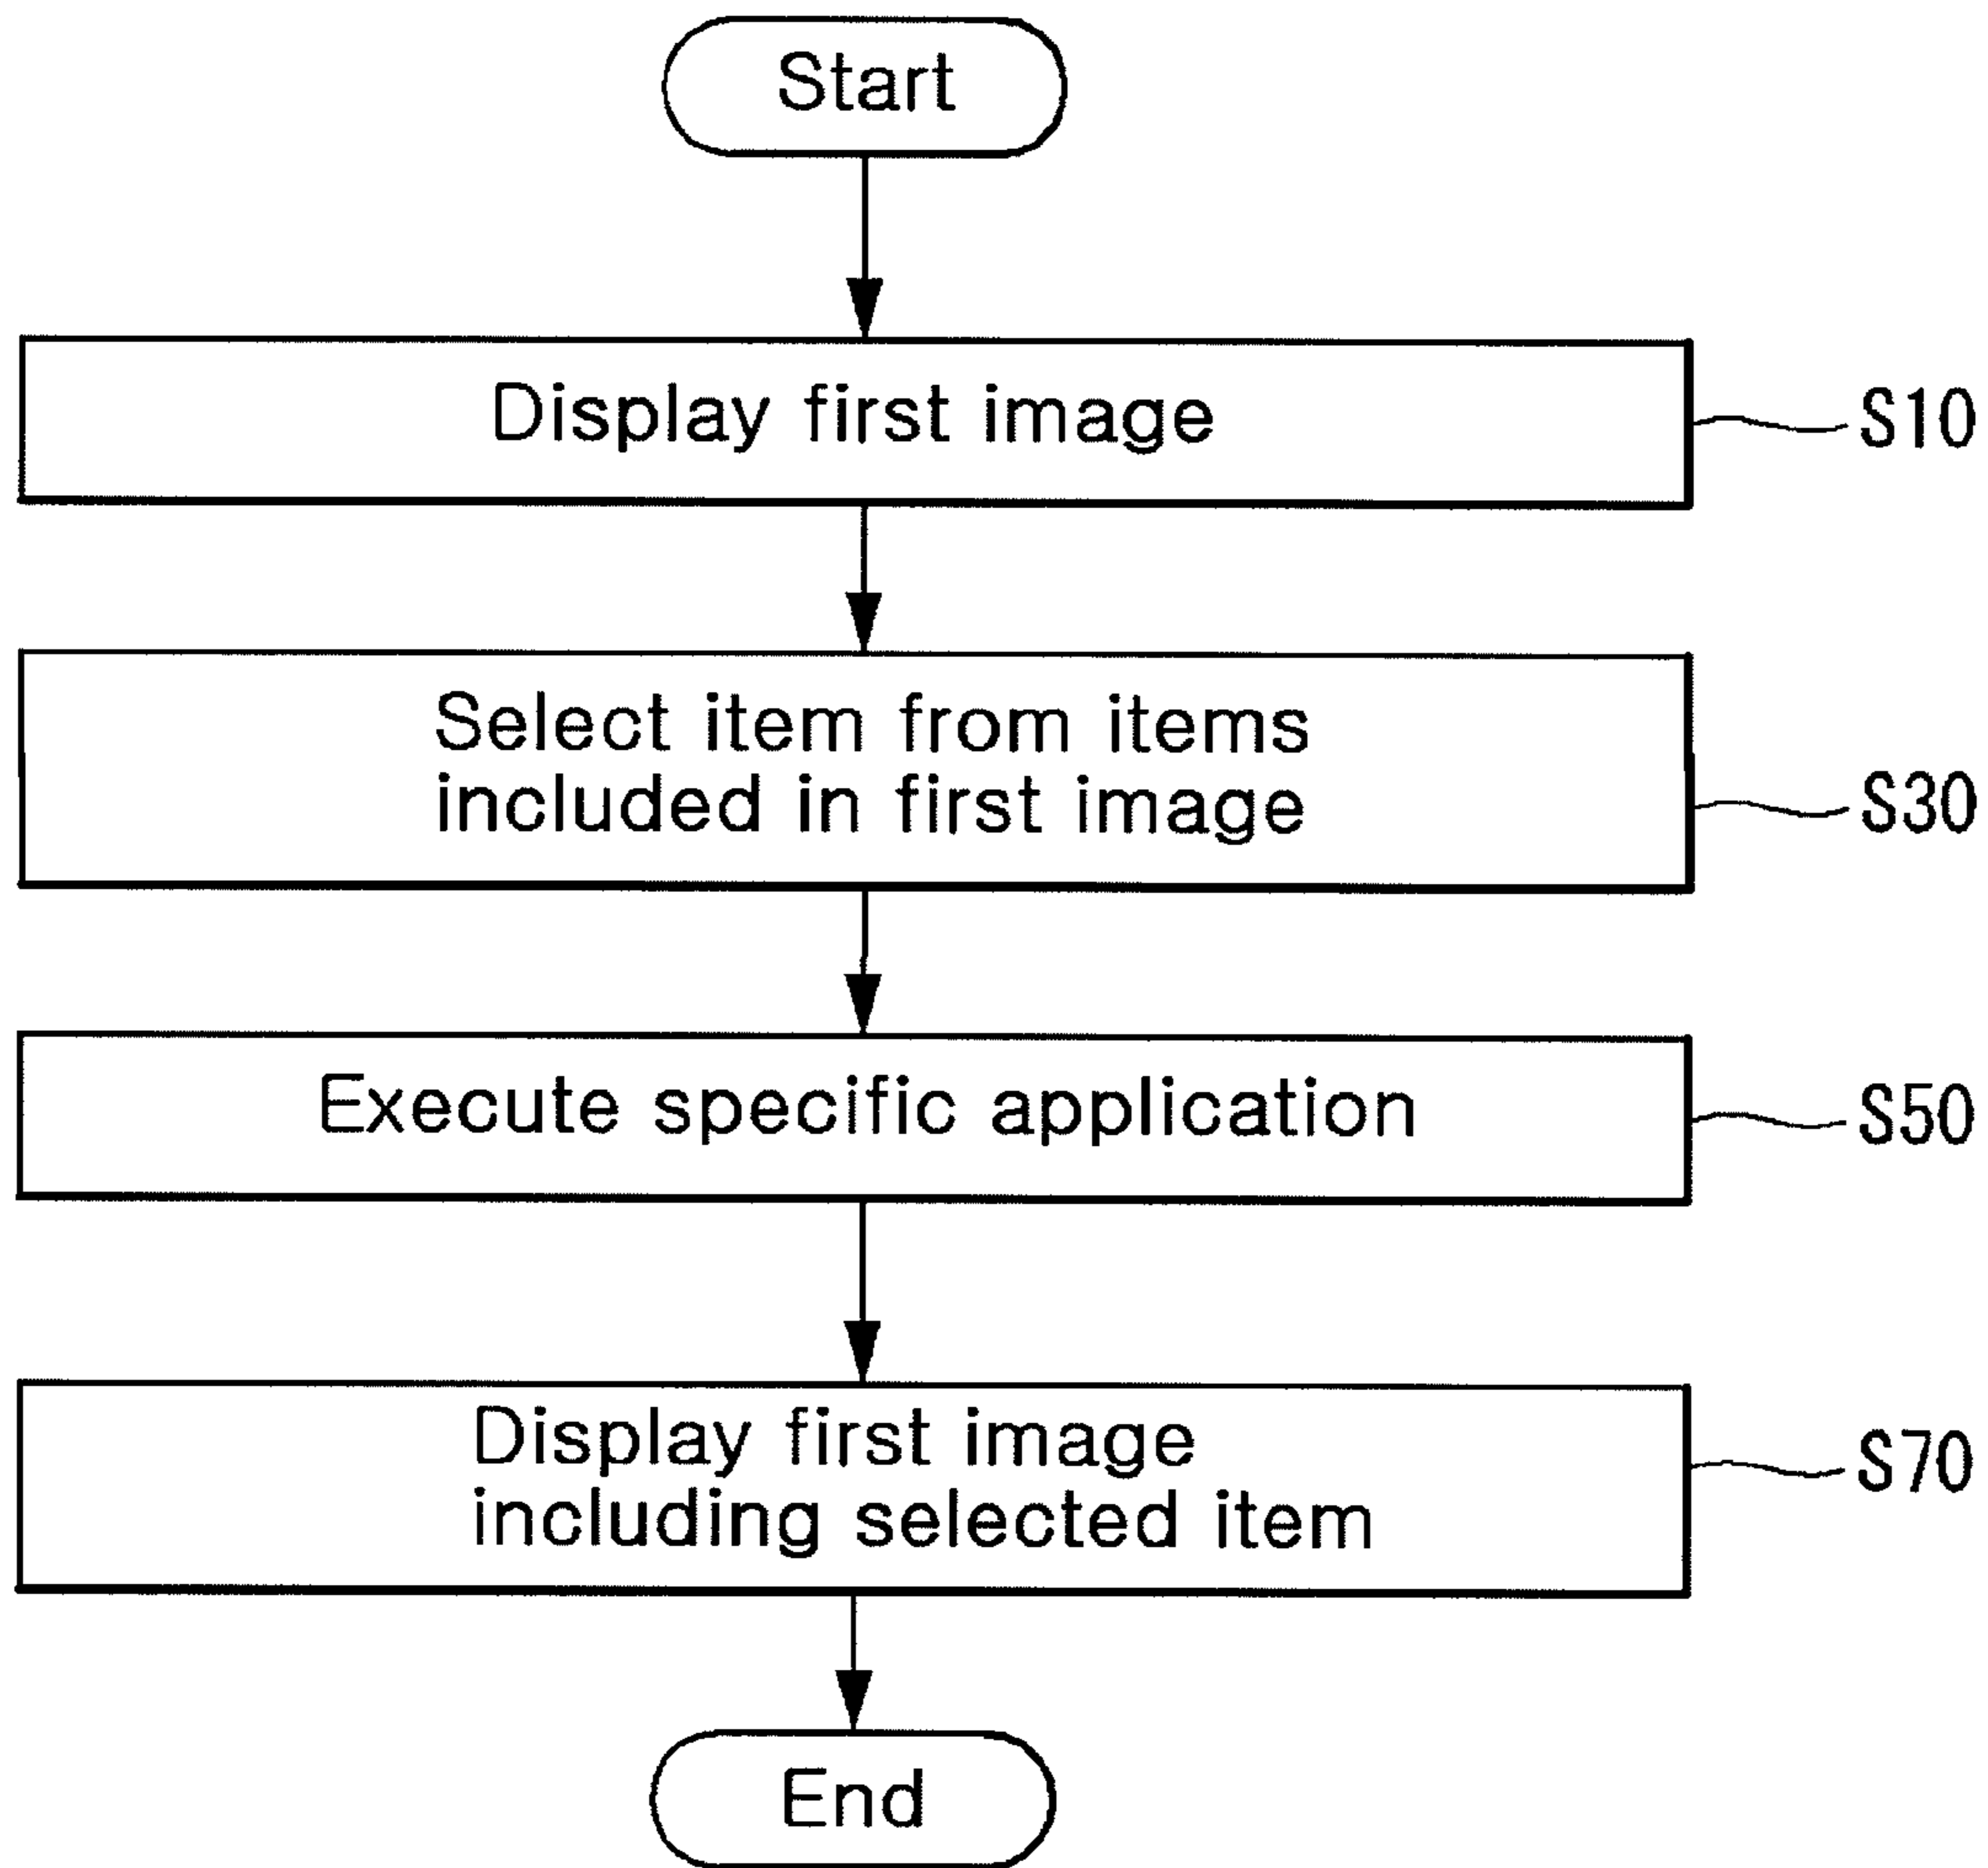 Start
Display first image
S10
Select item from items
included in first image
S30
Execute specific application
S50
Display first image
including selected item
S70
End